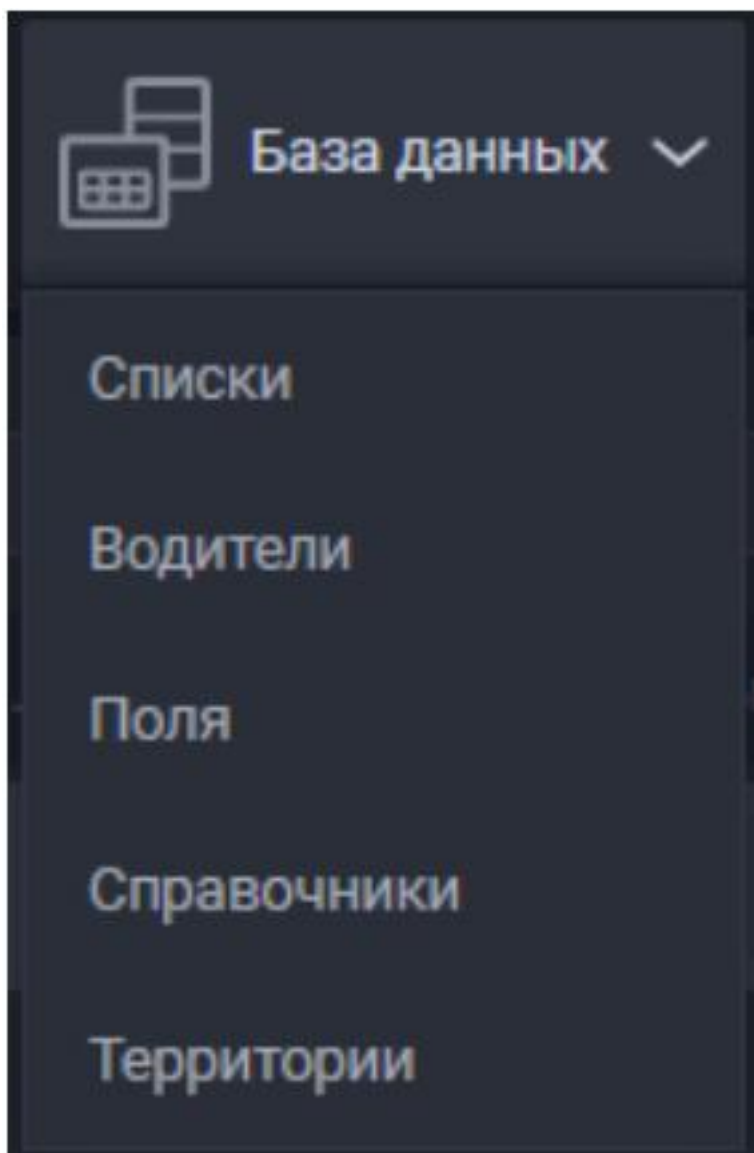 База данных
Списки
Водители
Поля
Справочники
Территории